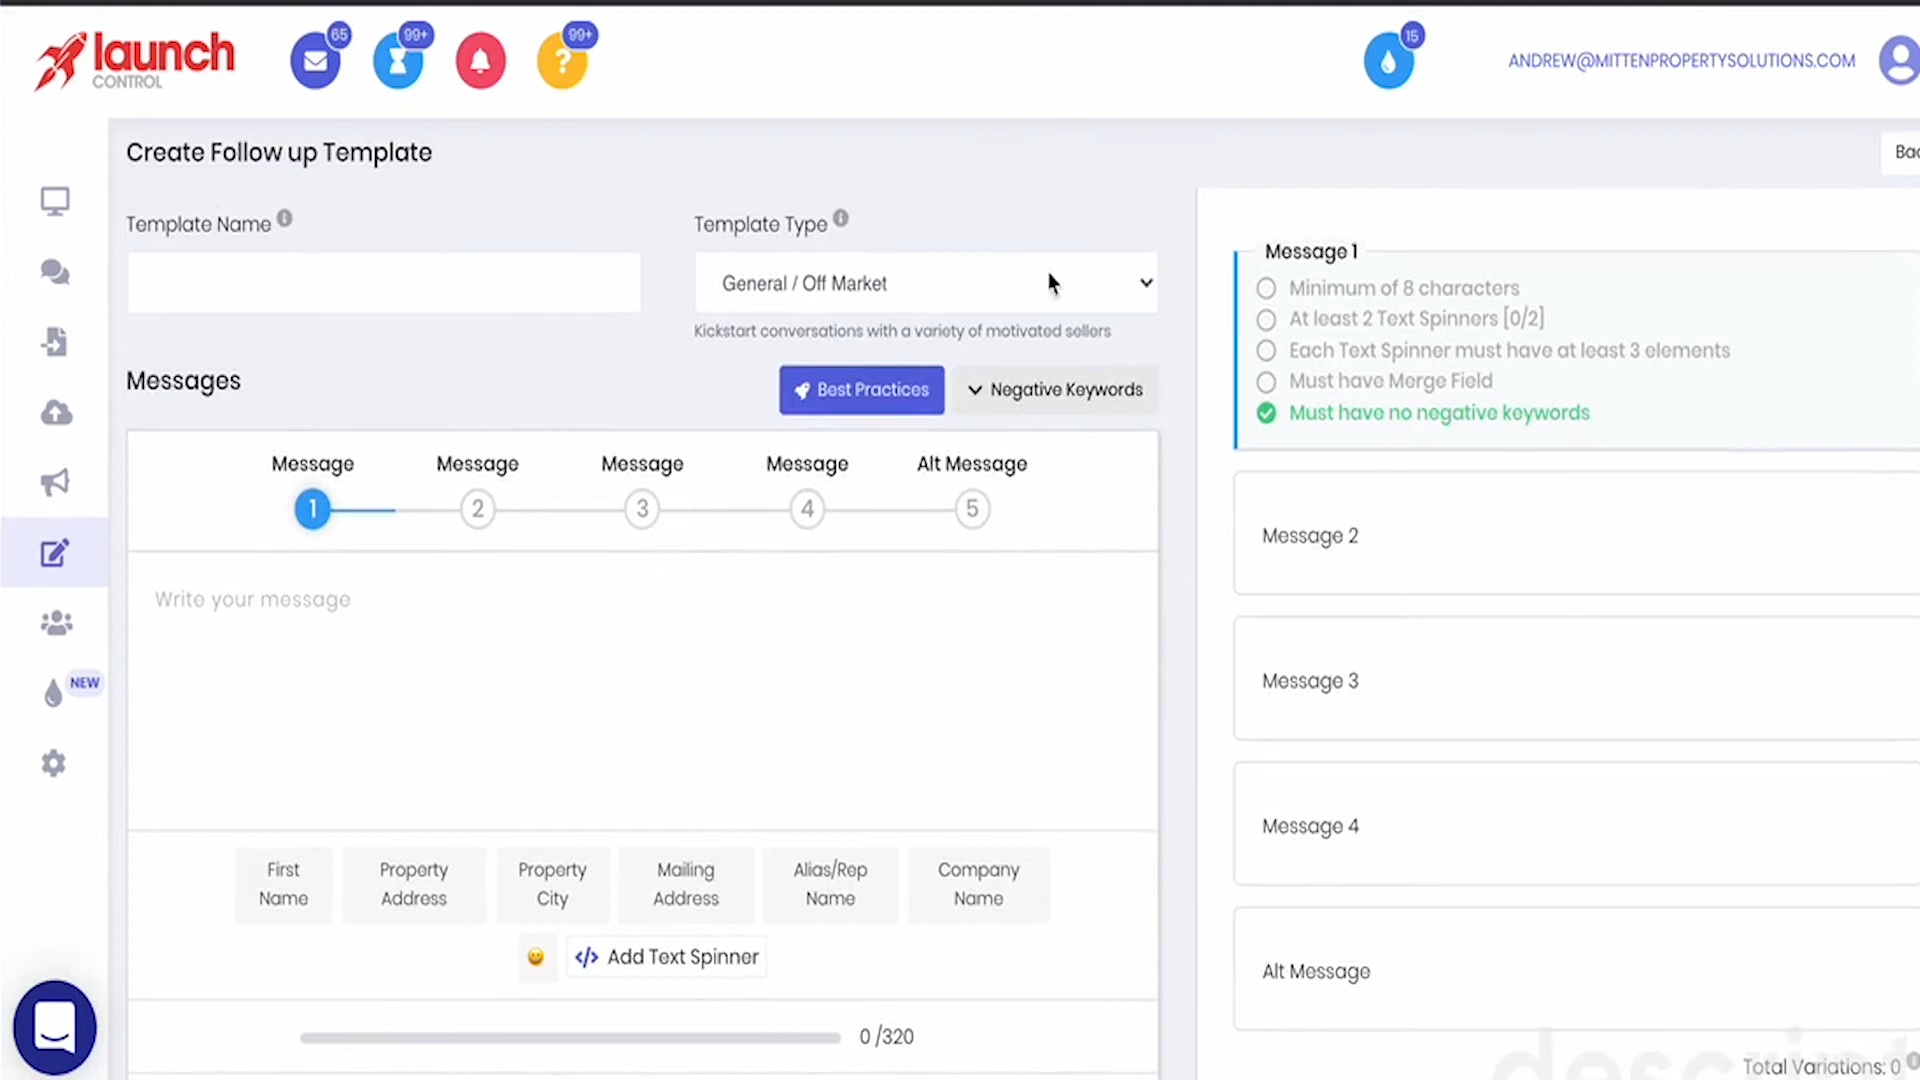 launch
CONTROL
65
99+
99+
?
15
ANDREW@MITTENPROPERTYSOLUTIONS.COM
Create Follow up Template
Template Name
Template Type
General / Off Market
Kickstart conversations with a variety of motivated sellers
Messages
Best Practices
Negative Keywords
Message
Message
Message
Message
Alt Message
1
2
3
4
5
Write your message
First Name
Property Address
Property City
Mailing Address
Alias/Rep Name
Company Name
</> Add Text Spinner
0 /320
NEW
Message 1
Minimum of 8 characters
At least 2 Text Spinners [0/2]
Each Text Spinner must have at least 3 elements
Must have Merge Field
Must have no negative keywords
Message 2
Message 3
Message 4
Alt Message
Total Variations: 0